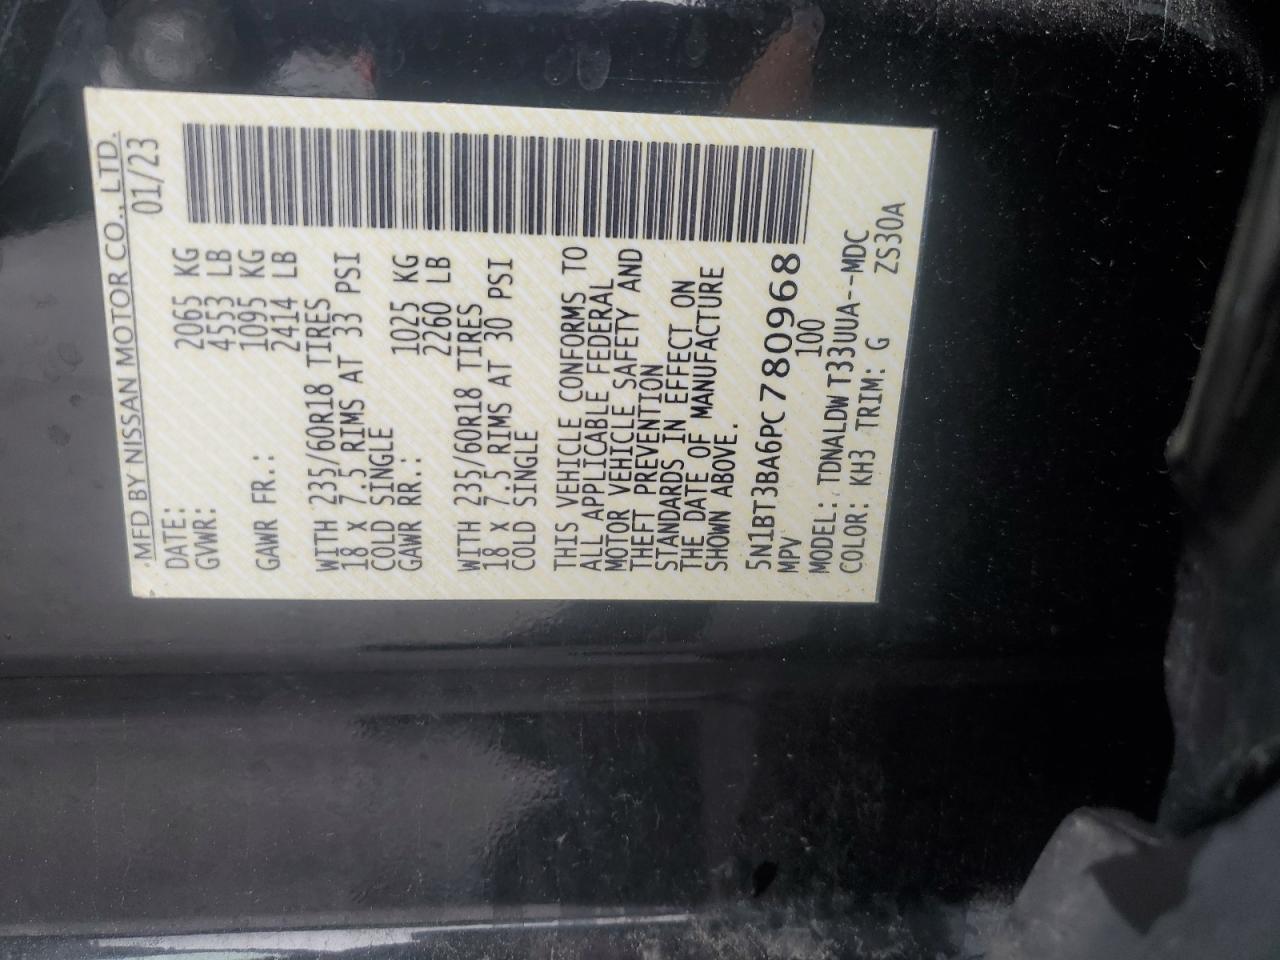 MFD BY NISSAN MOTOR CO., LTD.
DATE: 01/23
GVWR: 2065 KG
4553 LB
GAWR FR.: 1095 KG
2414 LB
WITH 235/60R18 TIRES
18 X 7.5 RIMS AT 33 PSI
COLD SINGLE
GAWR RR.: 1025 KG
2260 LB
WITH 235/60R18 TIRES
18 X 7.5 RIMS AT 30 PSI
COLD SINGLE
THIS VEHICLE CONFORMS TO
ALL APPLICABLE FEDERAL
MOTOR VEHICLE SAFETY AND
THEFT PREVENTION
STANDARDS IN EFFECT ON
THE DATE OF MANUFACTURE
SHOWN ABOVE.
5N1BT3BA6PC780968
MPV 100
MODEL: TDNALDWT33UUA--MDC
COLOR: KH3 TRIM: G ZS30A